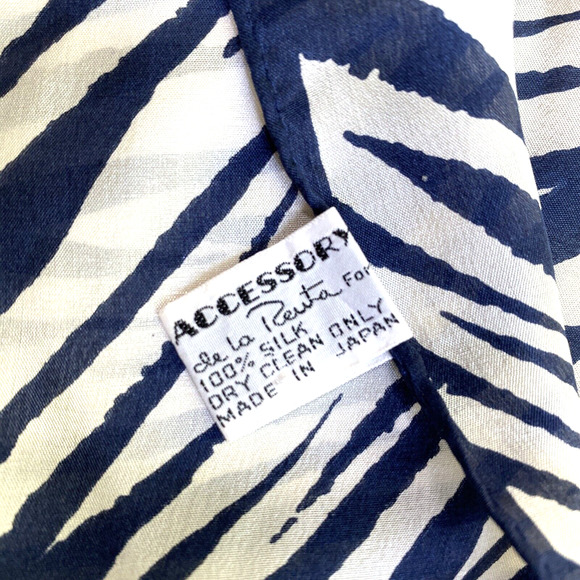 ACCESSORY
de la Renta For
100% SILK
DRY CLEAN ONLY
MADE IN JAPAN